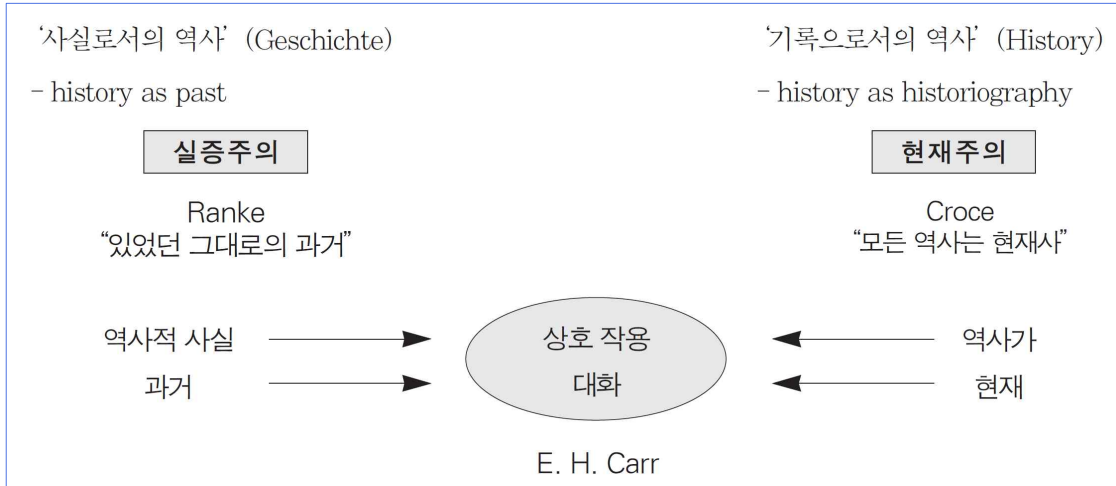 ‘사실로서의 역사’ (Geschichte)
‘기록으로서의 역사’ (History)
- history as past
- history as historiography
실증주의
현재주의
Ranke
Croce
“있었던 그대로의 과거”
“모든 역사는 현재사”
역사적 사실
상호 작용
역사가
과거
대화
현재
E. H. Carr